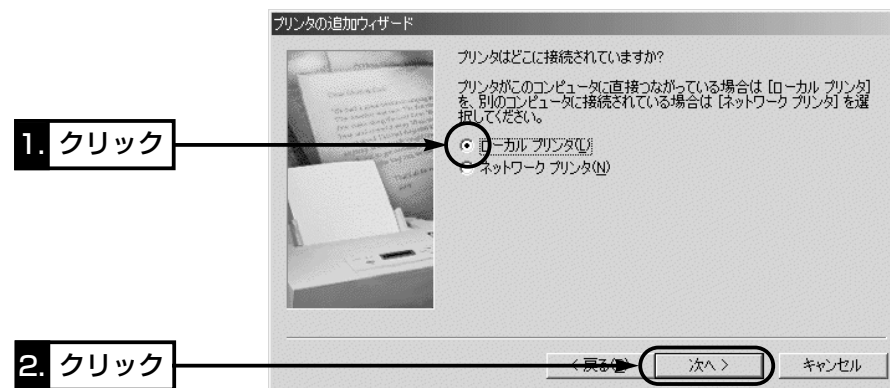 プリンタの追加ウィザード
プリンタはどこに接続されていますか?
プリンタがこのコンピュータに直接つながっている場合は [ローカル プリンタ]
を、別のコンピュータに接続されている場合は [ネットワーク プリンタ] を選
択してください。
1. クリック
ローカル プリンタ(L)
ネットワーク プリンタ(N)
2. クリック
< 戻る(B)
次へ >
キャンセル